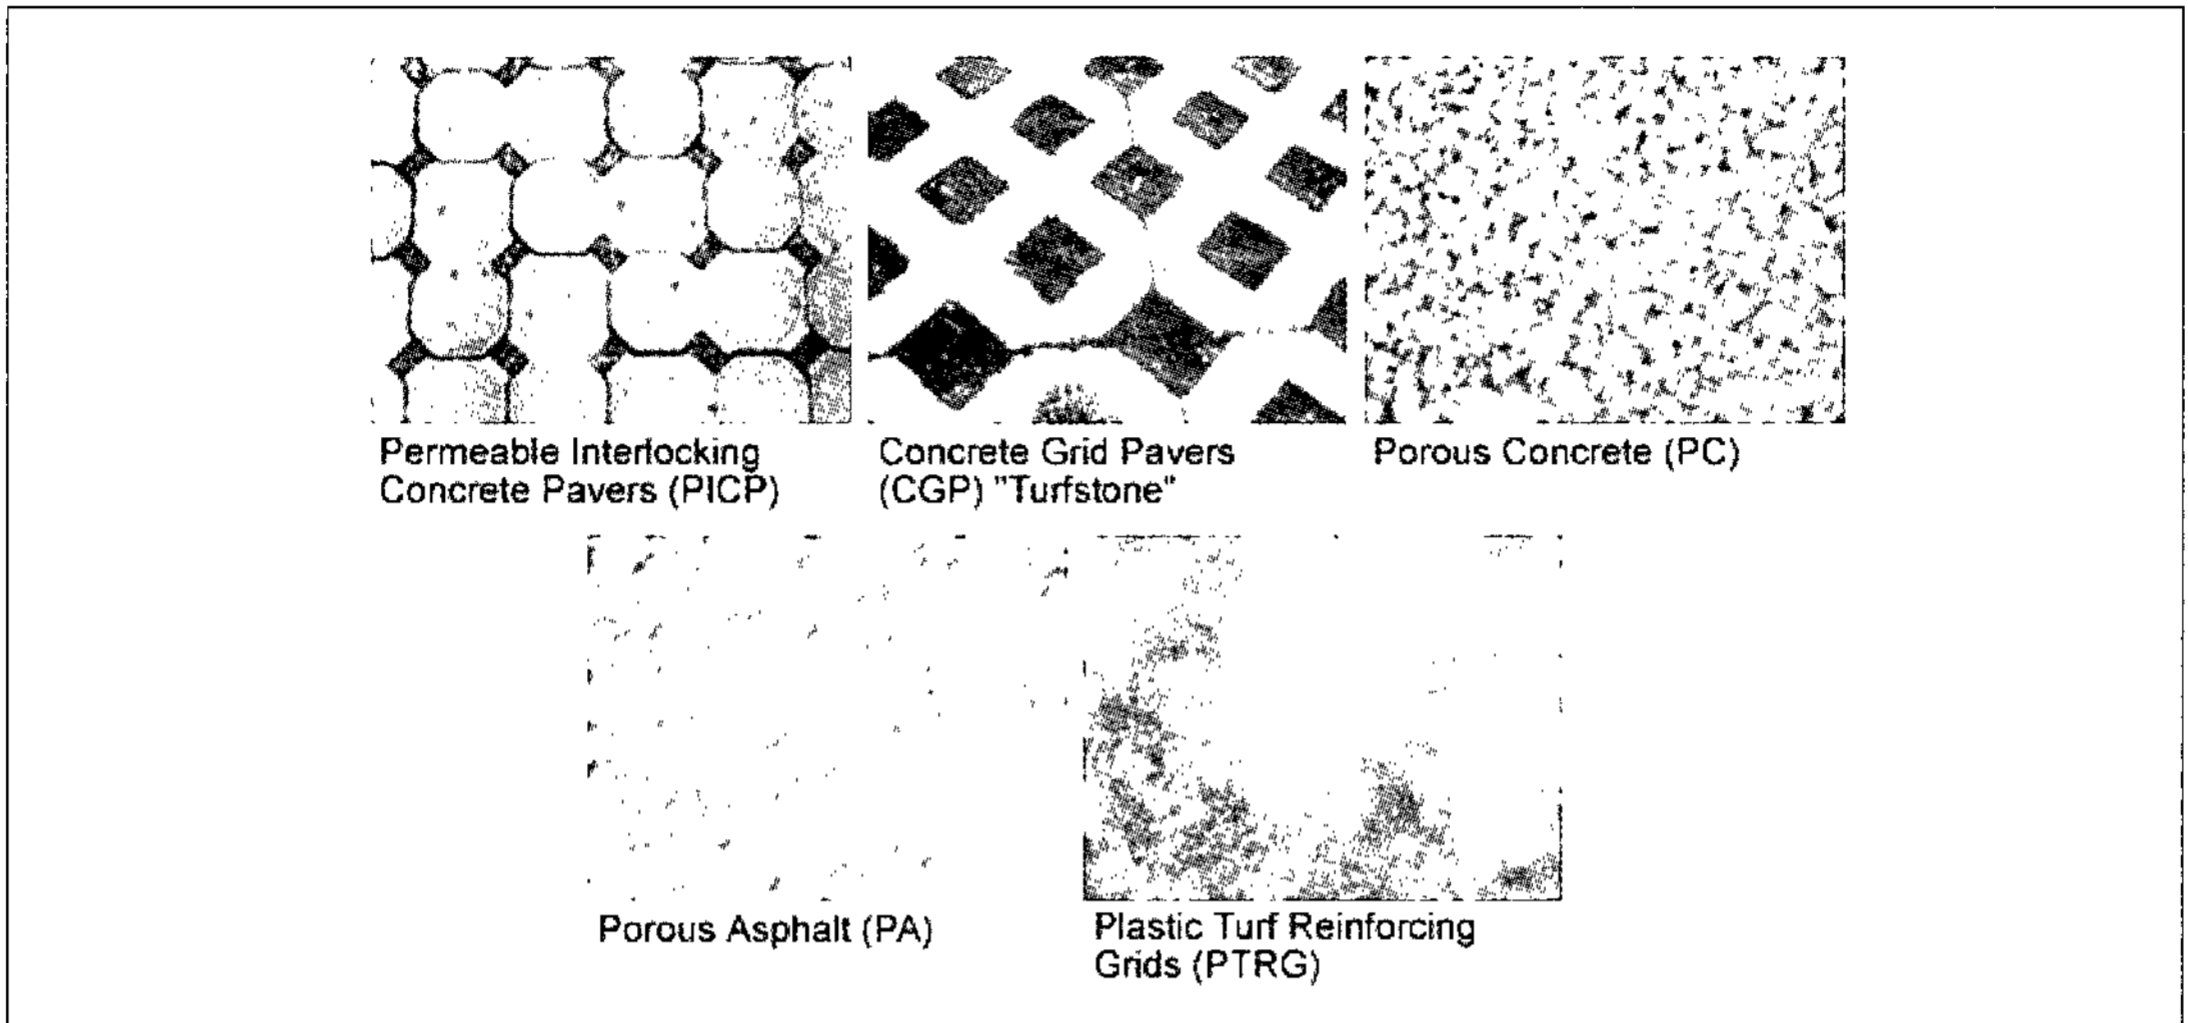 Permeable Interlocking
Concrete Pavers (PICP)
Concrete Grid Pavers
(CGP) "Turfstone"
Porous Concrete (PC)
Porous Asphalt (PA)
Plastic Turf Reinforcing
Grids (PTRG)